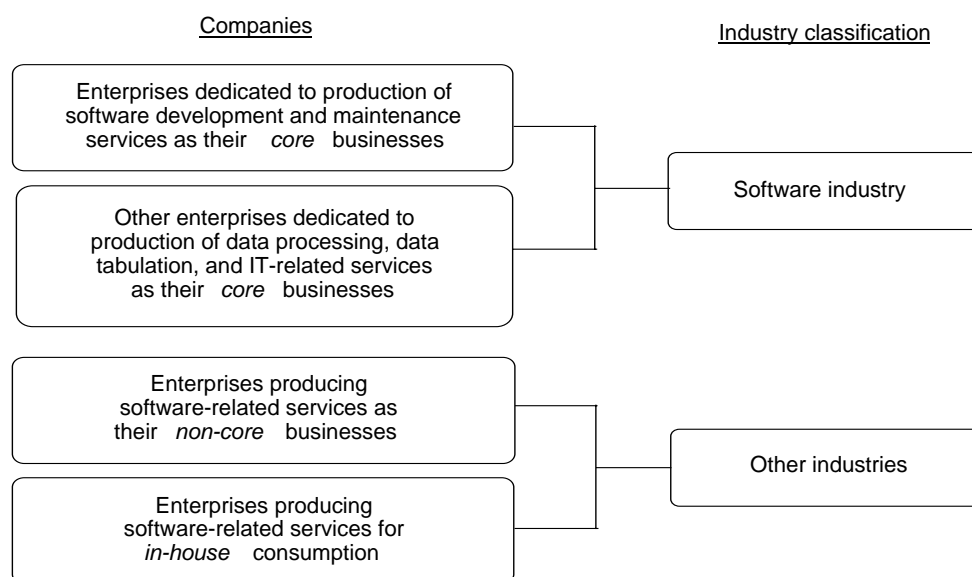 Companies
Industry classification
Enterprises dedicated to production of
software development and maintenance
services as their core businesses
Software industry
Other enterprises dedicated to
production of data processing, data
tabulation, and IT-related services
as their core businesses
Enterprises producing
software-related services as
their non-core businesses
Other industries
Enterprises producing
software-related services for
in-house consumption